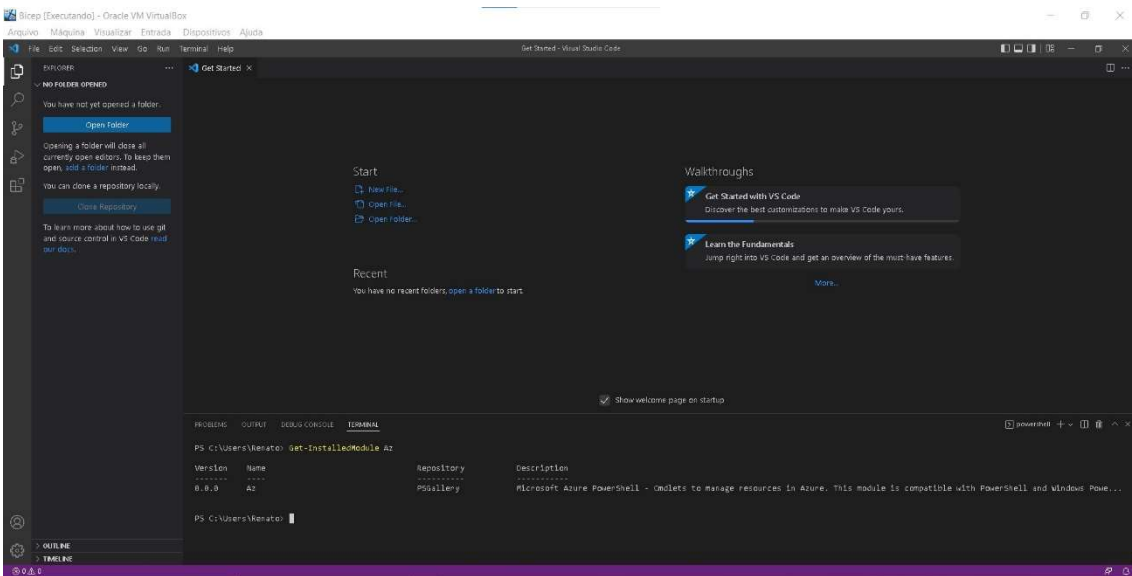 Bicep [Executando] - Oracle VM VirtualBox
Arquivo Máquina Visualizar Entrada Dispositivos Ajuda
File Edit Selection View Go Run Terminal Help
Get Started - Visual Studio Code
EXPLORER
Get Started
NO FOLDER OPENED
You have not yet opened a folder.
Open Folder
Opening a folder will close all
currently open editors. To keep them
open, add a folder instead.
You can clone a repository locally.
Clone Repository
To learn more about how to use git
and source control in VS Code read
our docs.
Start
New File...
Open File...
Open Folder...
Recent
You have no recent folders, open a folder to start.
Walkthroughs
Get Started with VS Code
Discover the best customizations to make VS Code yours.
Learn the Fundamentals
Jump right into VS Code and get an overview of the must-have features.
More...
Show welcome page on startup
PROBLEMS OUTPUT DEBUG CONSOLE TERMINAL
powershell
PS C:\Users\Renato> Get-InstalledModule Az
Version Name Repository Description
------- ---- ---------- -----------
8.0.0 Az PSGallery Microsoft Azure PowerShell - Cmdlets to manage resources in Azure. This module is compatible with PowerShell and Windows Powe...
PS C:\Users\Renato>
OUTLINE
TIMELINE
0 0